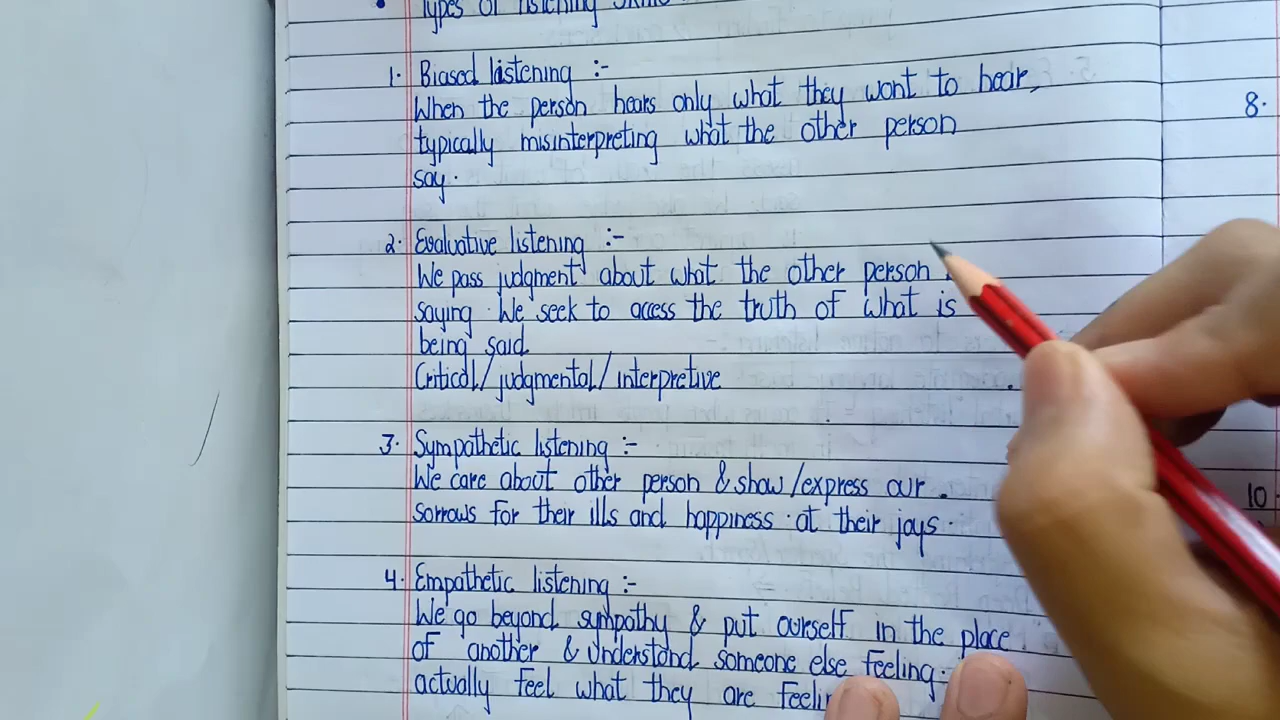 • Types of listening skills
1. Biased listening :-
When the person hears only what they want to hear,
typically misinterpreting what the other person
say.
8.
2. Evaluative listening :-
We pass judgment about what the other person
saying. We seek to access the truth of what is
being said.
Critical/judgmental/interpretive
3. Sympathetic listening :-
We care about other person & show/express our
sorrows for their ills and happiness at their joys.
10
4. Empathetic listening :-
We go beyond sympathy & put ourself in the place
of another & understand someone else feeling.
actually feel what they are